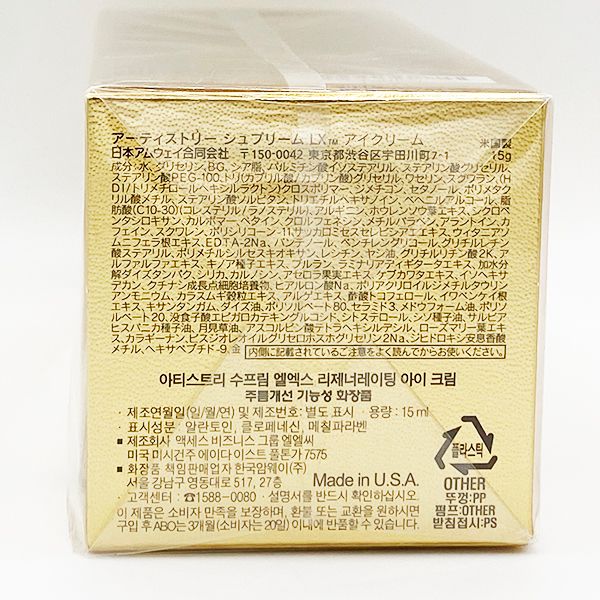 アーティストリー シュプリーム LX™ アイクリーム 米国製
日本アムウェイ合同会社 〒150-0042 東京都渋谷区宇田川町7-1 15g
成分:水、グリセリン、BG、シア脂、パルミチン酸イソステアリル、ステアリン酸グリセリル、
ステアリン酸PEG-100、トリ(カプリル酸/カプリン酸)グリセリル、ワセリン、スクワラン、(H
DI/トリメチロールヘキシルラクトン)クロスポリマー、ジメチコン、セタノール、ポリメタクリ
ル酸メチル、ステアリン酸ソルビタン、トリエチルヘキサノイン、ベヘニルアルコール、脂
肪酸(C10-30)(コレステリル/ラノステリル)、アルギニン、ホウレンソウ葉エキス、シクロペ
ンタシロキサン、カルボマー、ベタイン、クロルフェネシン、メチルパラベン、アラントイン、カ
フェイン、スクワレン、ポリシリコーン-11、サッカロミセスセレビシアエエキス、ウイタニアソ
ムニフェラ根エキス、EDTA-2Na、パンテノール、ペンチレングリコール、グリチルレチン
酸ステアリル、ポリメチルシルセスキオキサン、レシチン、ヤシ油、グリチルリチン酸2K、ア
ルファルファエキス、キノア種子エキス、プルラン、ラミナリアディギタータエキス、加水分
解ダイズタンパク、シリカ、カルノシン、アセロラ果実エキス、ケブカワタエキス、イソヘキサ
デカン、クチナシ成長点細胞培養物、ヒアルロン酸Na、ポリアクリロイルジメチルタウリン
アンモニウム、カラスムギ穀粒エキス、アルゲエキス、酢酸トコフェロール、イワベンケイ根
エキス、キサンタンガム、ダイズ油、ポリソルベート80、セラミド3、メドウフォーム油、ポリソ
ルベート20、没食子酸エピガロカテキングルコシド、シトステロール、シソ種子油、サルビア
ヒスパニカ種子油、月見草油、アスコルビン酸テトラヘキシルデシル、ローズマリー葉エキ
ス、カラギーナン、ビスジオレオイルグリセロホスホグリセリン2Na、ジヒドロキシ安息香酸
メチル、ヘキサペプチド-9、金 内側に記載されているご注意をよく読んでからお使いください。
아티스트리 수프림 엘엑스 리제너레이팅 아이 크림
주름개선 기능성 화장품
· 제조연월일 (일/월/연) 및 제조번호: 별도 표시 · 용량 : 15 ml
· 표시성분 : 알란토인, 클로페네신, 메칠파라벤
■ 제조회사 액세스 비즈니스 그룹 엘엘씨
미국 미시건주 에이다 이스트 풀톤가 7575
■ 화장품 책임판매업자 한국암웨이(주)
서울 강남구 영동대로 517, 27층 Made in U.S.A.
· 고객센터 : ☎1588-0080 · 설명서를 반드시 확인하십시오.
이 제품은 소비자 만족을 보장하며, 환불 또는 교환을 원하시면
구입 후 ABO는 3개월 (소비자는 20일) 이내에 반품할 수 있습니다.
플라스틱
OTHER
뚜껑:PP
펌프:OTHER
받침접시:PS